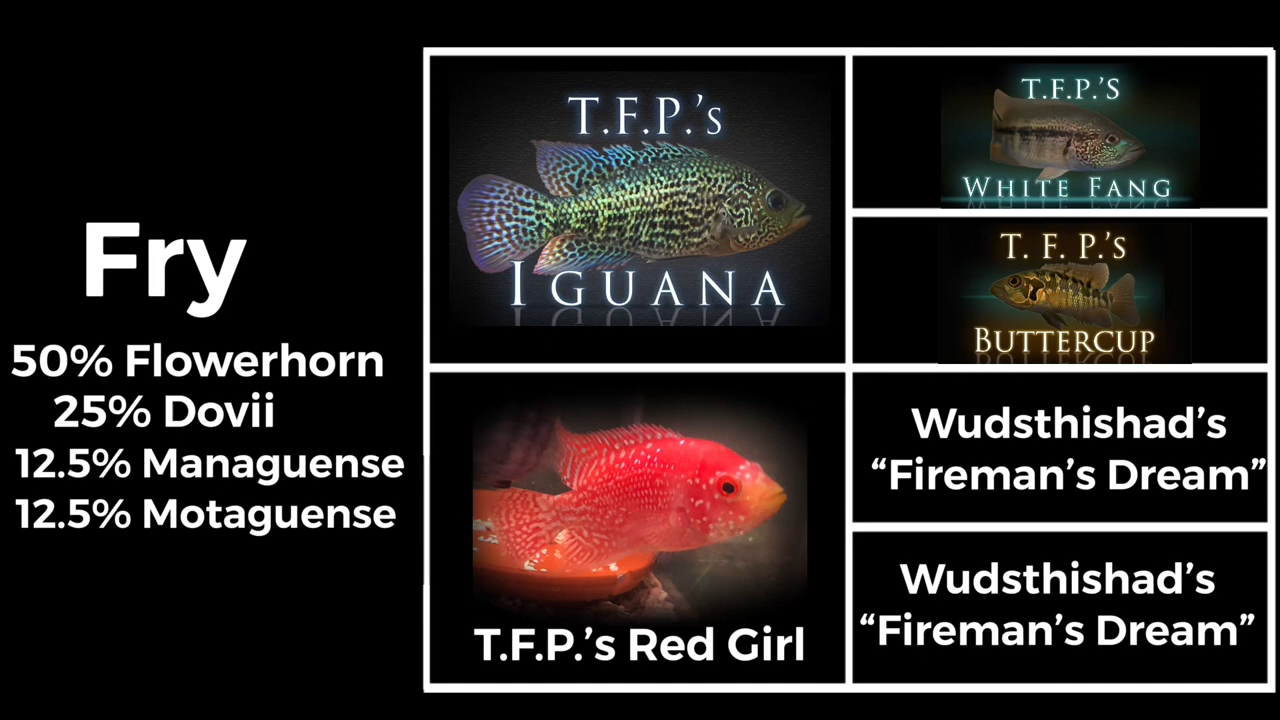 Fry
50% Flowerhorn
25% Dovii
12.5% Managuense
12.5% Motaguense
T.F.P.'s
IGUANA
T.F.P.'s Red Girl
T.F.P.'S
WHITE FANG
T. F. P.'S
BUTTERCUP
Wudsthishad’s
“Fireman’s Dream”
Wudsthishad’s
“Fireman’s Dream”